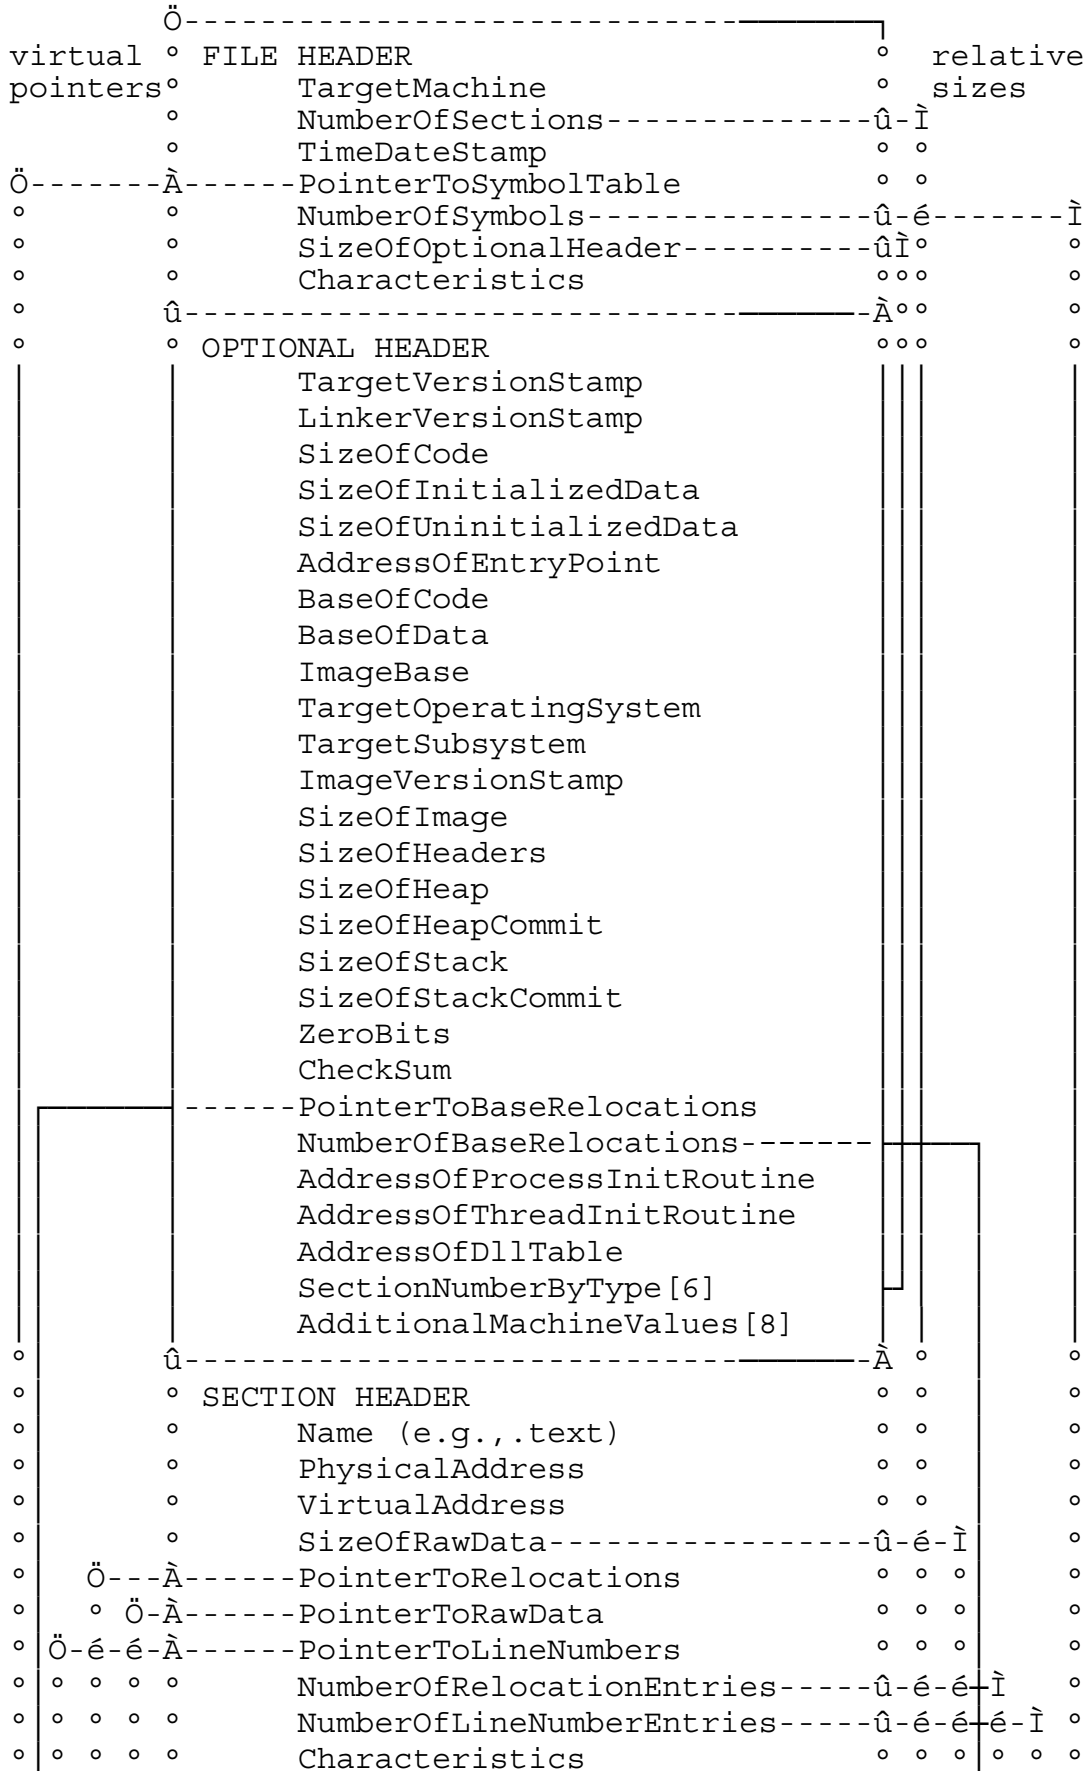 Ö-----------------------------────────┐
virtual ° FILE HEADER ° relative
pointers° TargetMachine ° sizes
° NumberOfSections--------------û-Ì
° TimeDateStamp ° °
Ö-------À------PointerToSymbolTable ° °
° ° NumberOfSymbols---------------û-é-------Ì
° ° SizeOfOptionalHeader----------ûÌ° °
° ° Characteristics °°° °
° û-----------------------------───────-À°° °
° ° OPTIONAL HEADER °°° °
TargetVersionStamp
LinkerVersionStamp
SizeOfCode
SizeOfInitializedData
SizeOfUninitializedData
AddressOfEntryPoint
BaseOfCode
BaseOfData
ImageBase
TargetOperatingSystem
TargetSubsystem
ImageVersionStamp
SizeOfImage
SizeOfHeaders
SizeOfHeap
SizeOfHeapCommit
SizeOfStack
SizeOfStackCommit
ZeroBits
CheckSum
------PointerToBaseRelocations
NumberOfBaseRelocations-------
AddressOfProcessInitRoutine
AddressOfThreadInitRoutine
AddressOfDllTable
SectionNumberByType[6]
AdditionalMachineValues[8]
° û-----------------------------───────-À ° °
° ° SECTION HEADER ° ° °
° ° Name (e.g.,.text) ° ° °
° ° PhysicalAddress ° ° °
° ° VirtualAddress ° ° °
° ° SizeOfRawData-----------------û-é-Ì °
° Ö---À------PointerToRelocations ° ° ° °
° ° Ö-À------PointerToRawData ° ° ° °
° Ö-é-é-À------PointerToLineNumbers ° ° ° °
° ° ° ° ° NumberOfRelocationEntries-----û-é-é┼Ì °
° ° ° ° ° NumberOfLineNumberEntries-----û-é-é┼é-Ì °
° ° ° ° ° Characteristics ° ° ° ° ° °